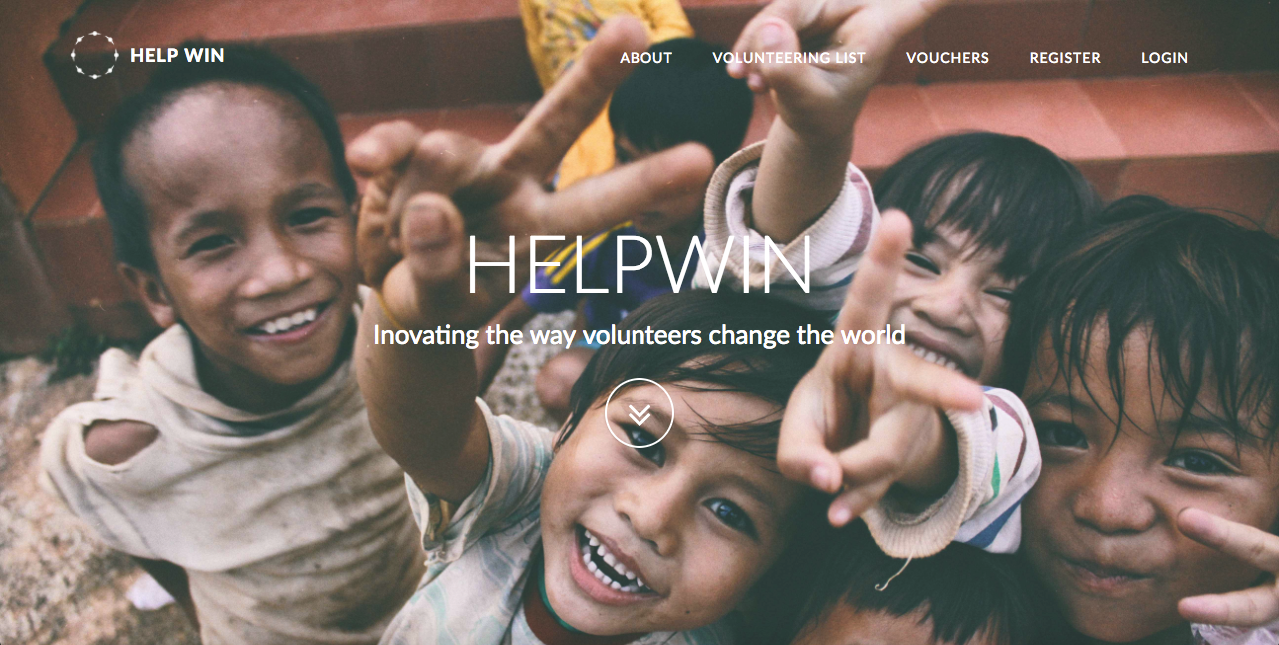 HELP WIN
ABOUT
VOLUNTEERING LIST
VOUCHERS
REGISTER
LOGIN
HELPWIN
Inovating the way volunteers change the world